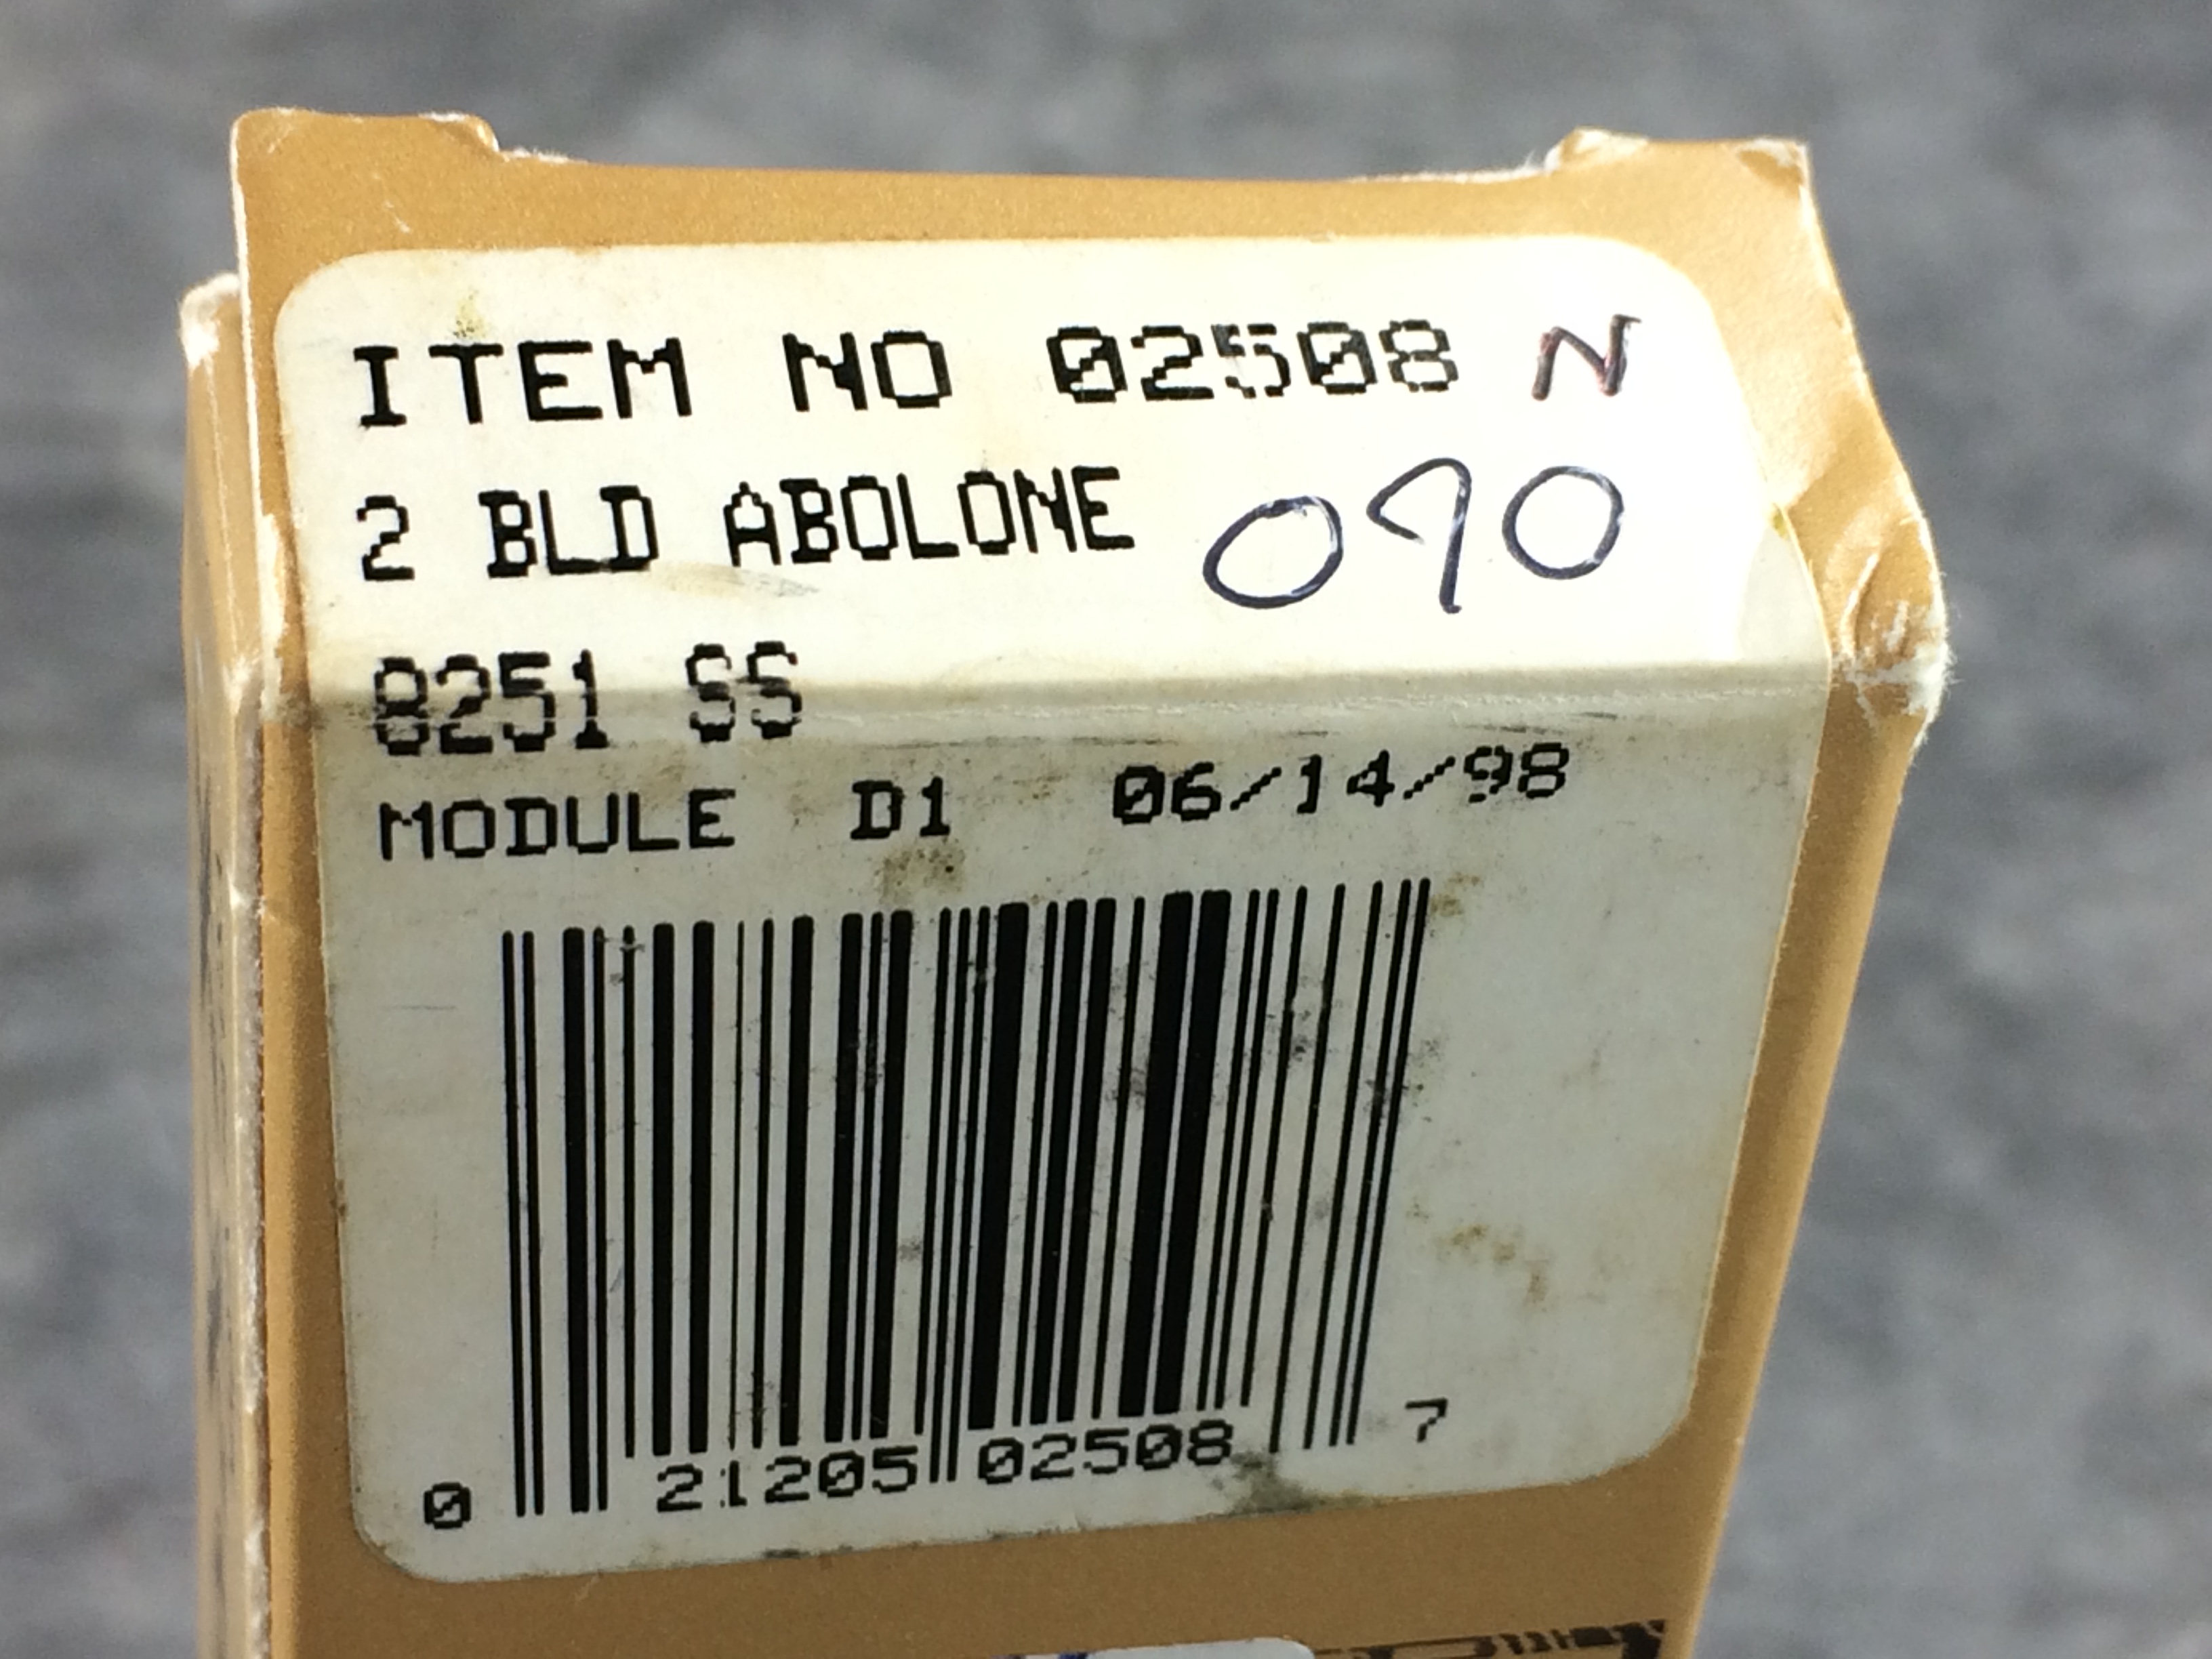 ITEM NO 02508 N
2 BLD ABOLONE 090
8251 SS
MODULE D1 06/14/98
0 21205 02508 7